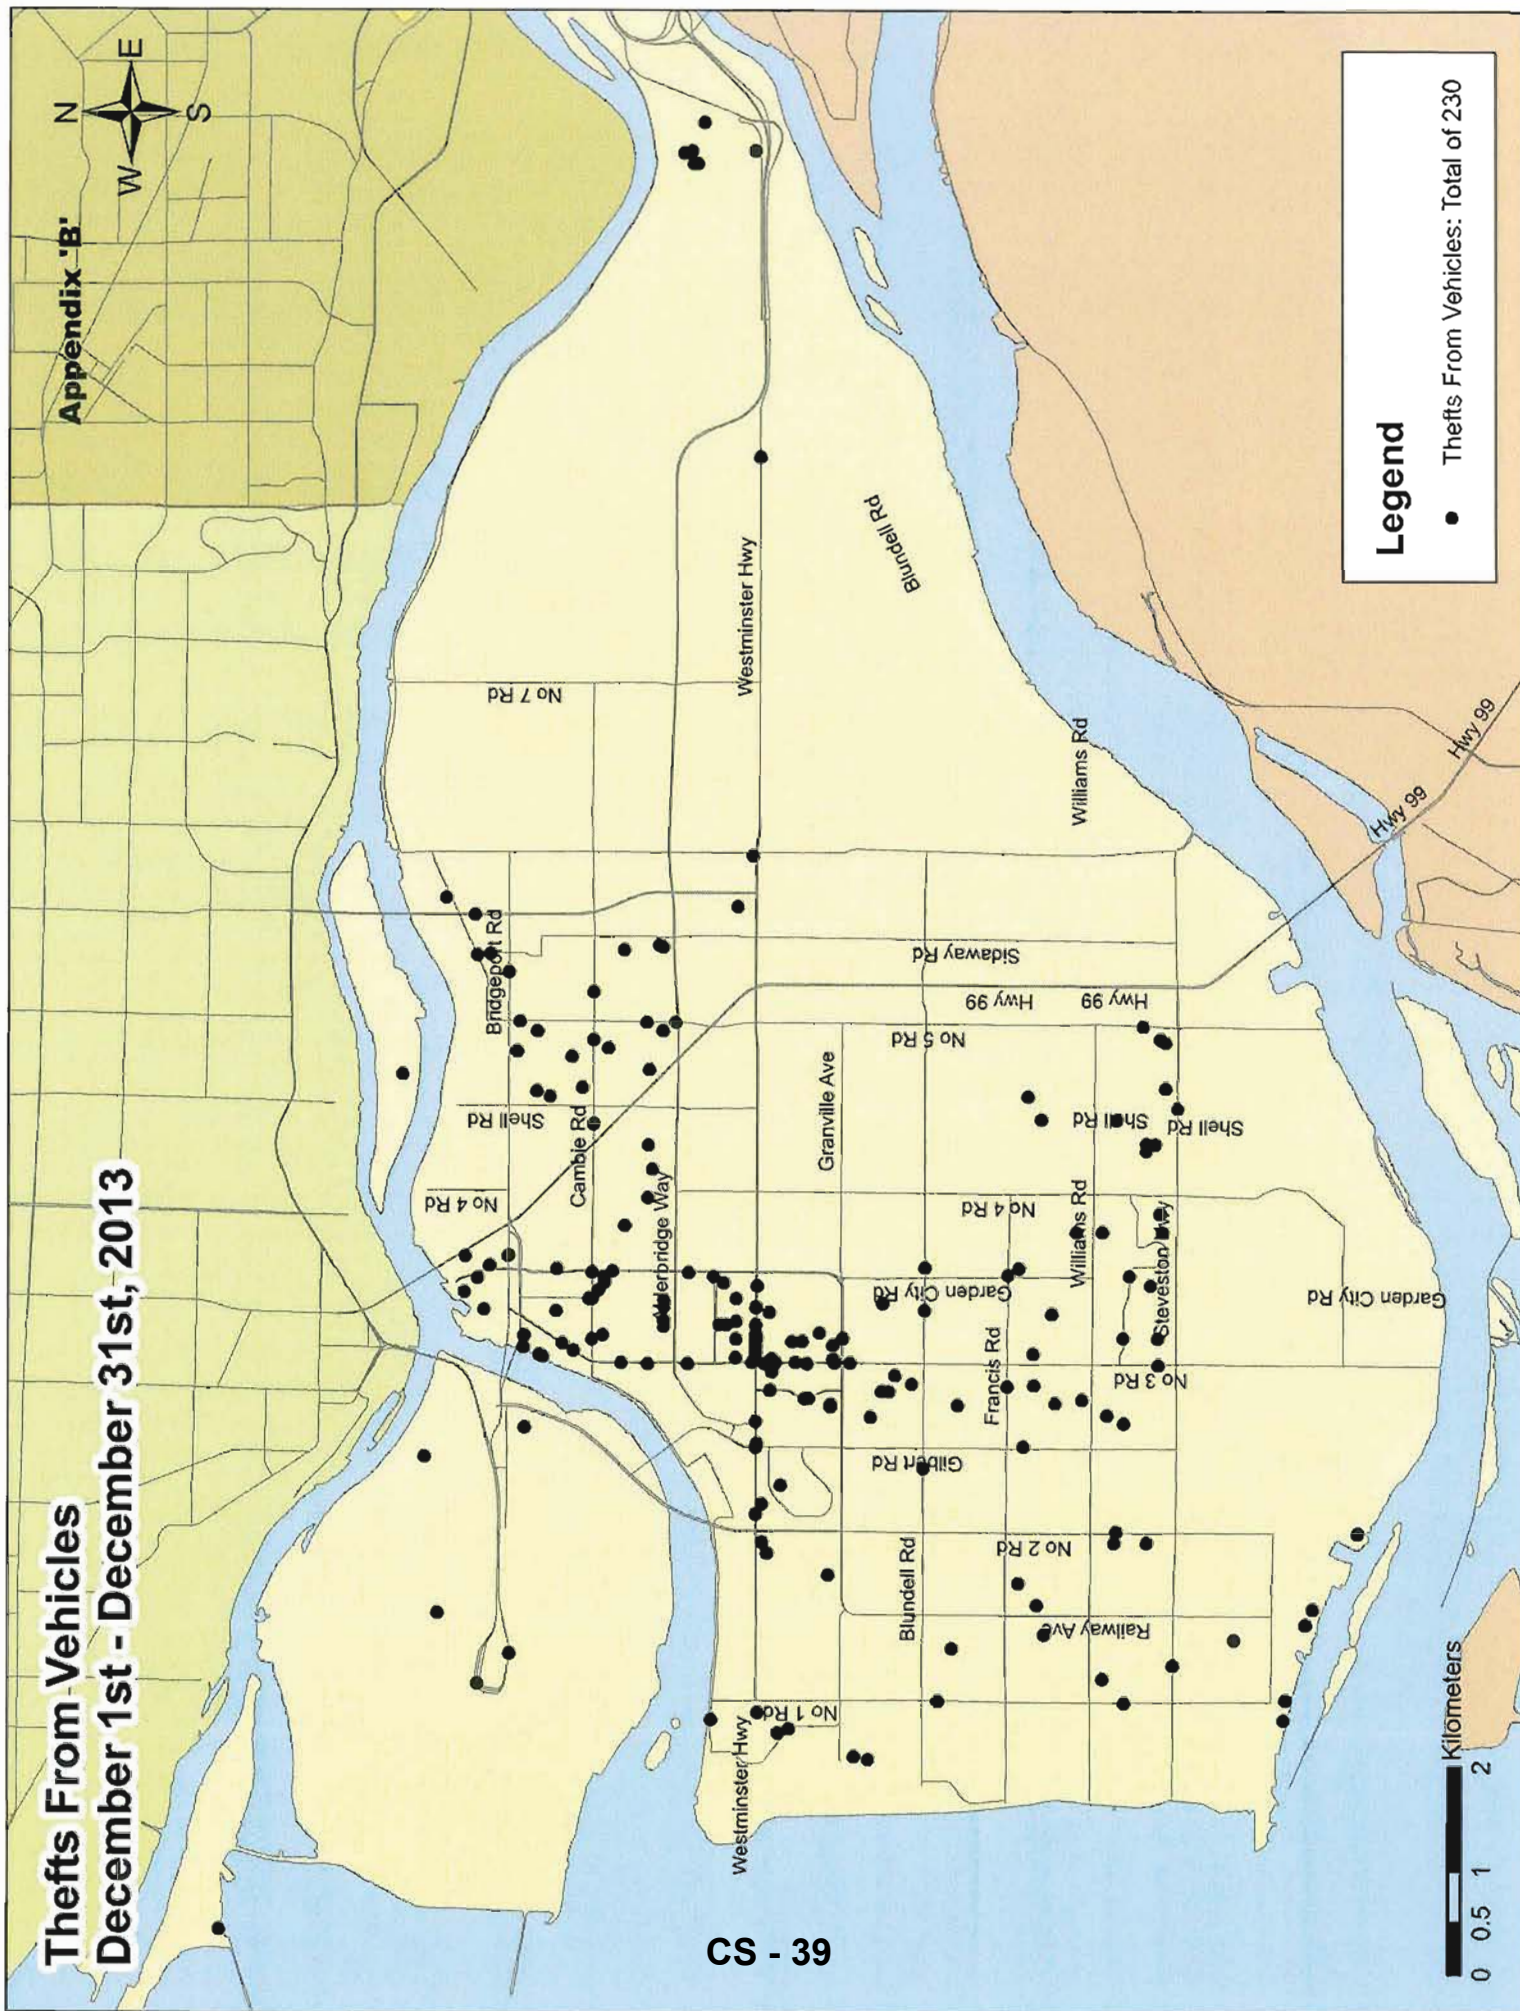 Thefts From Vehicles
December 1st - December 31st, 2013
Appendix 'B'
N
W
E
S
No 7 Rd
Bridgeport Rd
Westminster Hwy
Blundell Rd
Shell Rd
Cambie Rd
No 4 Rd
Alderbridge Way
Granville Ave
Sidaway Rd
Hwy 99
Hwy 99
No 5 Rd
Williams Rd
Hwy 99
Hwy 99
Shell Rd
Shell Rd
No 4 Rd
Williams Rd
Steveston Hwy
Garden City Rd
Garden City Rd
Francis Rd
No 3 Rd
Gilbert Rd
Blundell Rd
No 2 Rd
Railway Ave
No 1 Rd
Westminster Hwy
Legend
Thefts From Vehicles: Total of 230
0 0.5 1 2
Kilometers
CS - 39